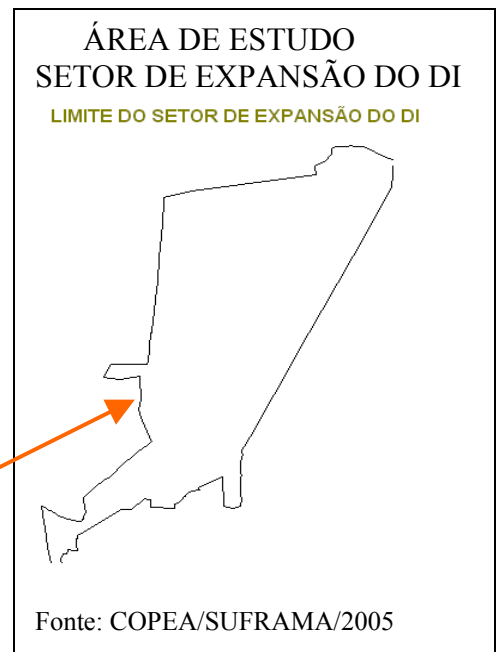 ÁREA DE ESTUDO
SETOR DE EXPANSÃO DO DI
LIMITE DO SETOR DE EXPANSÃO DO DI
Fonte: COPEA/SUFRAMA/2005